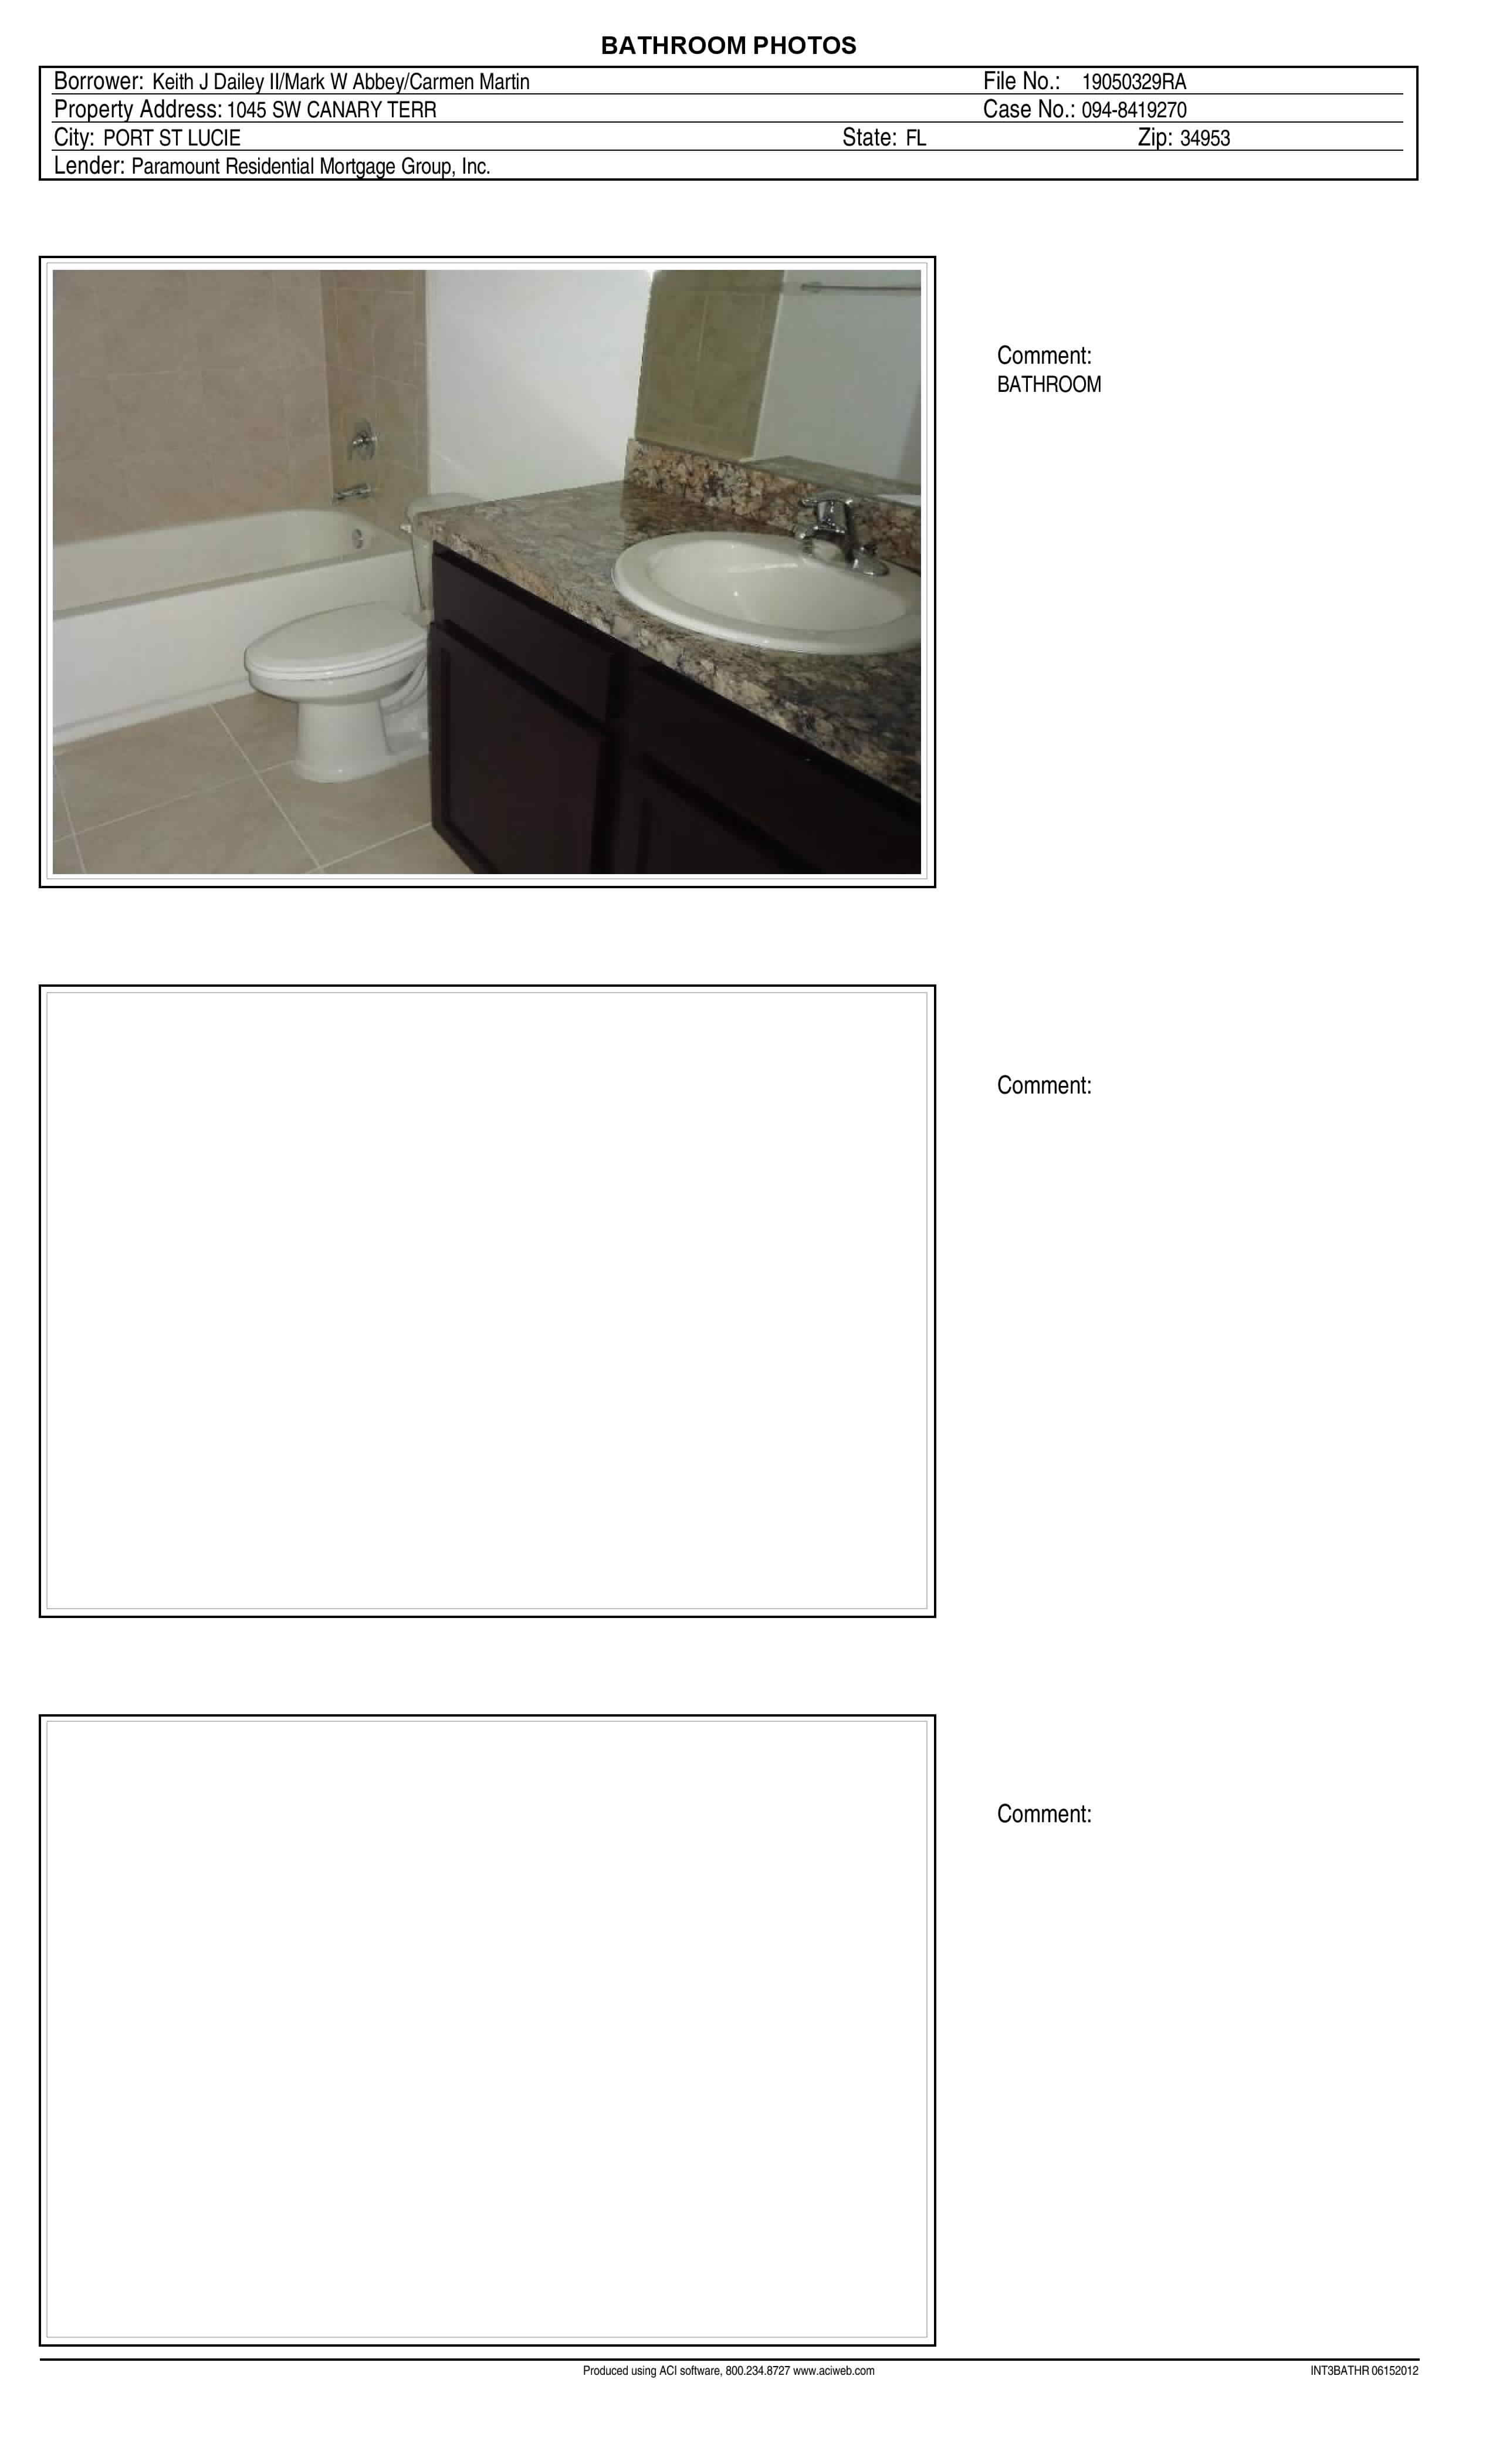 BATHROOM PHOTOS
Borrower: Keith J Dailey II/Mark W Abbey/Carmen Martin File No.: 19050329RA
Property Address: 1045 SW CANARY TERR Case No.: 094-8419270
City: PORT ST LUCIE State: FL Zip: 34953
Lender: Paramount Residential Mortgage Group, Inc.
Comment:
BATHROOM
Comment:
Comment:
Produced using ACI software, 800.234.8727 www.aciweb.com INT3BATHR 06152012